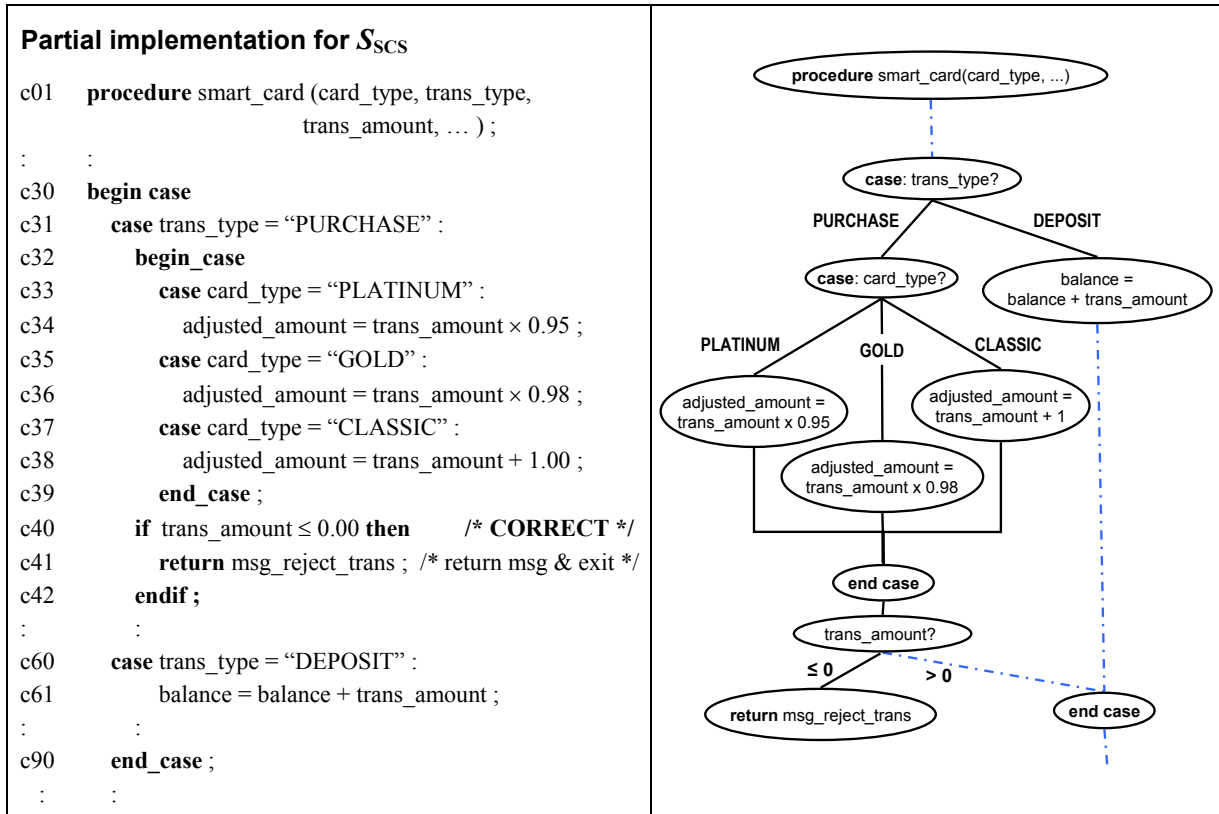 Partial implementation for S_SCS
c01 procedure smart_card (card_type, trans_type,
trans_amount, … ) ;
: :
c30 begin case
c31 case trans_type = “PURCHASE” :
c32 begin_case
c33 case card_type = “PLATINUM” :
c34 adjusted_amount = trans_amount × 0.95 ;
c35 case card_type = “GOLD” :
c36 adjusted_amount = trans_amount × 0.98 ;
c37 case card_type = “CLASSIC” :
c38 adjusted_amount = trans_amount + 1.00 ;
c39 end_case ;
c40 if trans_amount ≤ 0.00 then /* CORRECT */
c41 return msg_reject_trans ; /* return msg & exit */
c42 endif ;
: :
c60 case trans_type = “DEPOSIT” :
c61 balance = balance + trans_amount ;
: :
c90 end_case ;
: :
procedure smart_card(card_type, ...)
case: trans_type?
PURCHASE
DEPOSIT
case: card_type?
balance =
balance + trans_amount
PLATINUM
GOLD
CLASSIC
adjusted_amount =
trans_amount x 0.95
adjusted_amount =
trans_amount + 1
adjusted_amount =
trans_amount x 0.98
end case
trans_amount?
≤ 0
> 0
return msg_reject_trans
end case